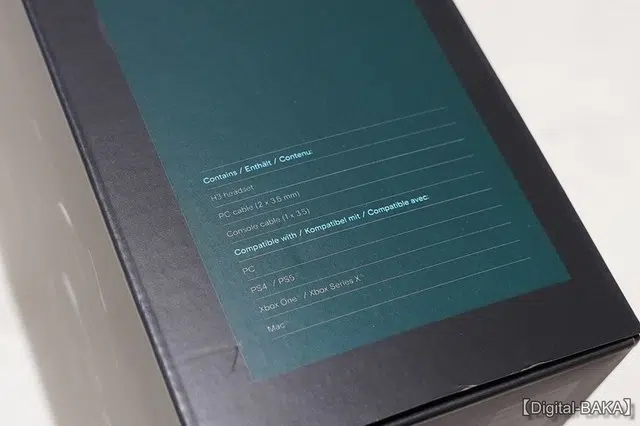 Contains / Enthält / Contenu:
H3 headset
PC cable (2 x 3.5 mm)
Console cable (1 x 3.5)
Compatible with / Kompatibel mit / Compatible avec:
PC
PS4 / PS5
Xbox One / Xbox Series X
Mac
【Digital-BAKA】